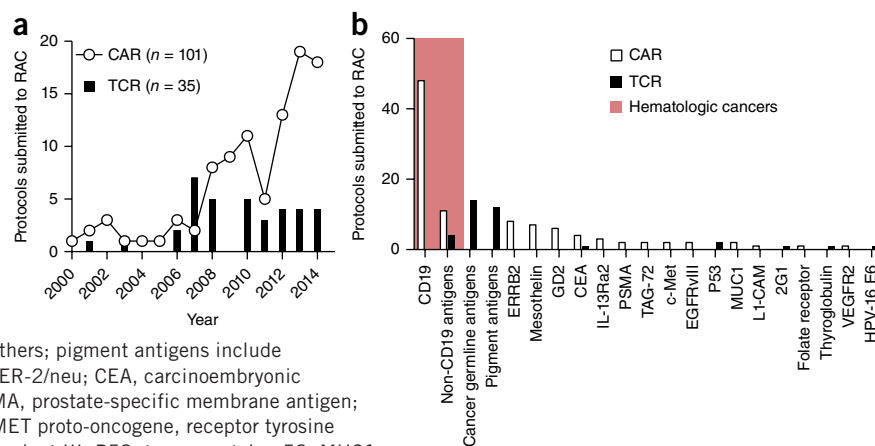 a
Protocols submitted to RAC
20
15
10
5
0
CAR (n = 101)
TCR (n = 35)
2000
2002
2004
2006
2008
2010
2012
2014
Year
b
Protocols submitted to RAC
60
40
20
0
CAR
TCR
Hematologic cancers
CD19
Non-CD19 antigens
Cancer germline antigens
Pigment antigens
ERRB2
Mesothelin
GD2
CEA
IL-13Ra2
PSMA
TAG-72
c-Met
EGFRvIII
P53
MUC1
L1-CAM
2G1
Folate receptor
Thyroglobulin
VEGFR2
HPV-16 E6
thers; pigment antigens include
ER-2/neu; CEA, carcinoembryonic
MA, prostate-specific membrane antigen;
MET proto-oncogene, receptor tyrosine